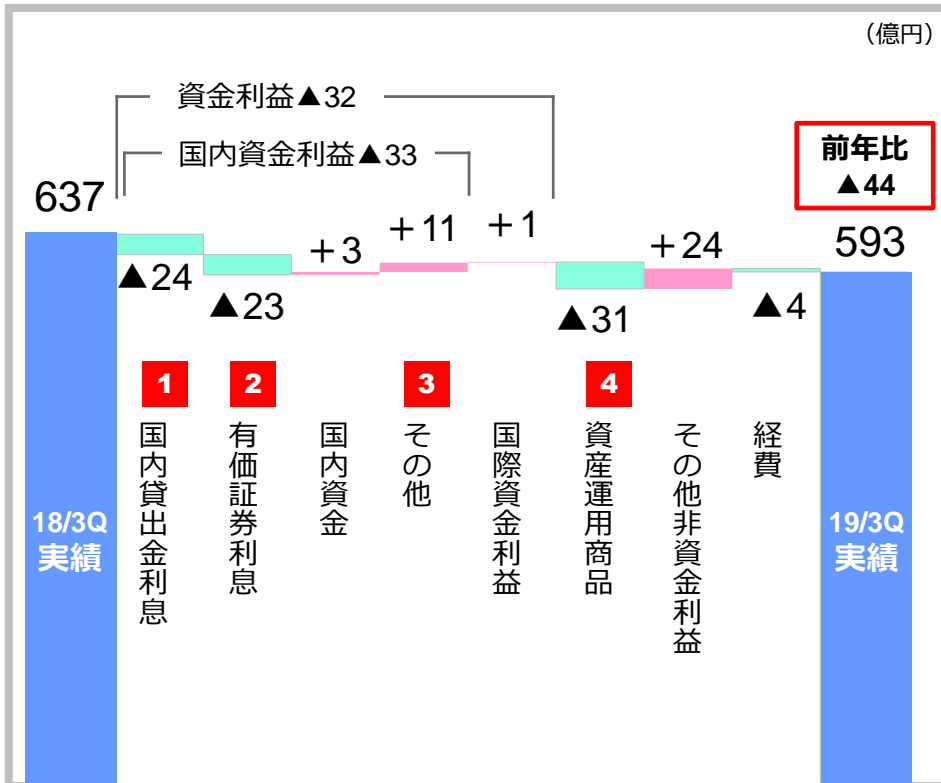 （億円）
資金利益▲32
国内資金利益▲33
前年比
▲44
637
▲24
▲23
＋3
＋11
＋1
▲31
＋24
▲4
593
1
2
3
4
国内貸出金利息
有価証券利息
国内資金
その他
国際資金利益
資産運用商品
その他非資金利益
経費
18/3Q
実績
19/3Q
実績